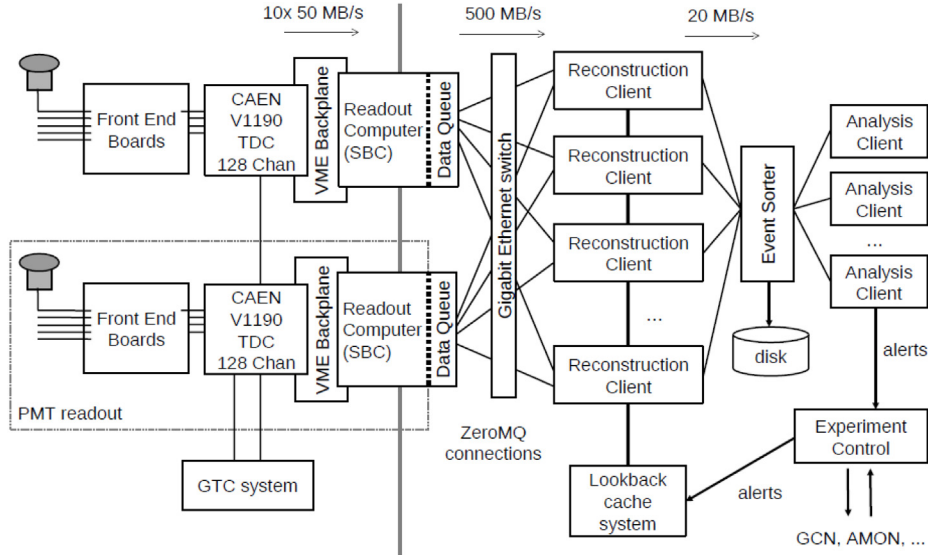 10x 50 MB/s
500 MB/s
20 MB/s
Front End
Boards
CAEN
V1190
TDC
128 Chan
VME Backplane
Readout
Computer
(SBC)
Data Queue
Gigabit Ethernet switch
Reconstruction
Client
Reconstruction
Client
Reconstruction
Client
...
Reconstruction
Client
Event Sorter
disk
Analysis
Client
Analysis
Client
...
Analysis
Client
Front End
Boards
CAEN
V1190
TDC
128 Chan
VME Backplane
Readout
Computer
(SBC)
Data Queue
PMT readout
GTC system
ZeroMQ
connections
Lookback
cache
system
alerts
alerts
Experiment
Control
GCN, AMON, ...